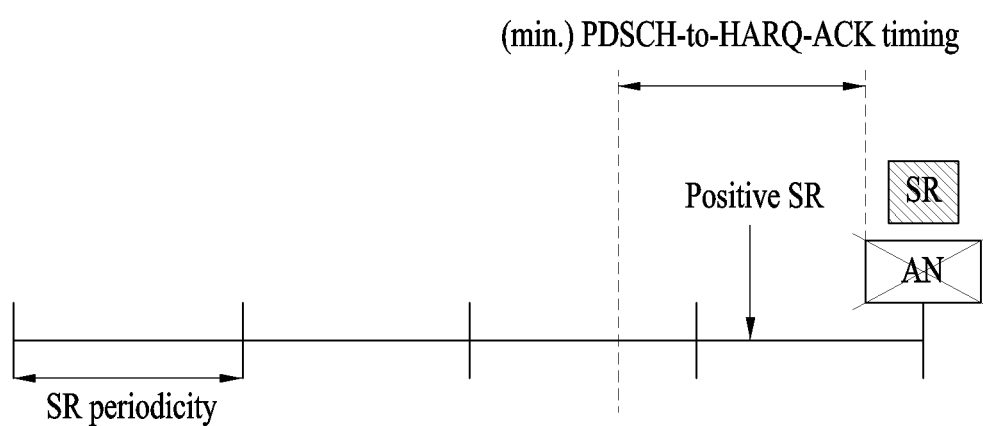 (min.) PDSCH-to-HARQ-ACK timing
SR
Positive SR
AN
SR periodicity